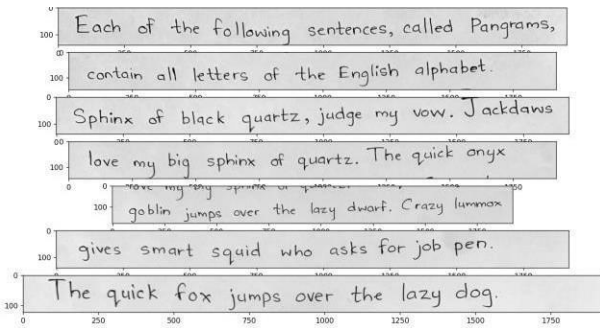 Each of the following sentences, called Pangrams,
contain all letters of the English alphabet.
Sphinx of black quartz, judge my vow. Jackdaws
love my big sphinx of quartz. The quick onyx
goblin jumps over the lazy dwarf. Crazy lummox
gives smart squid who asks for job pen.
The quick fox jumps over the lazy dog.